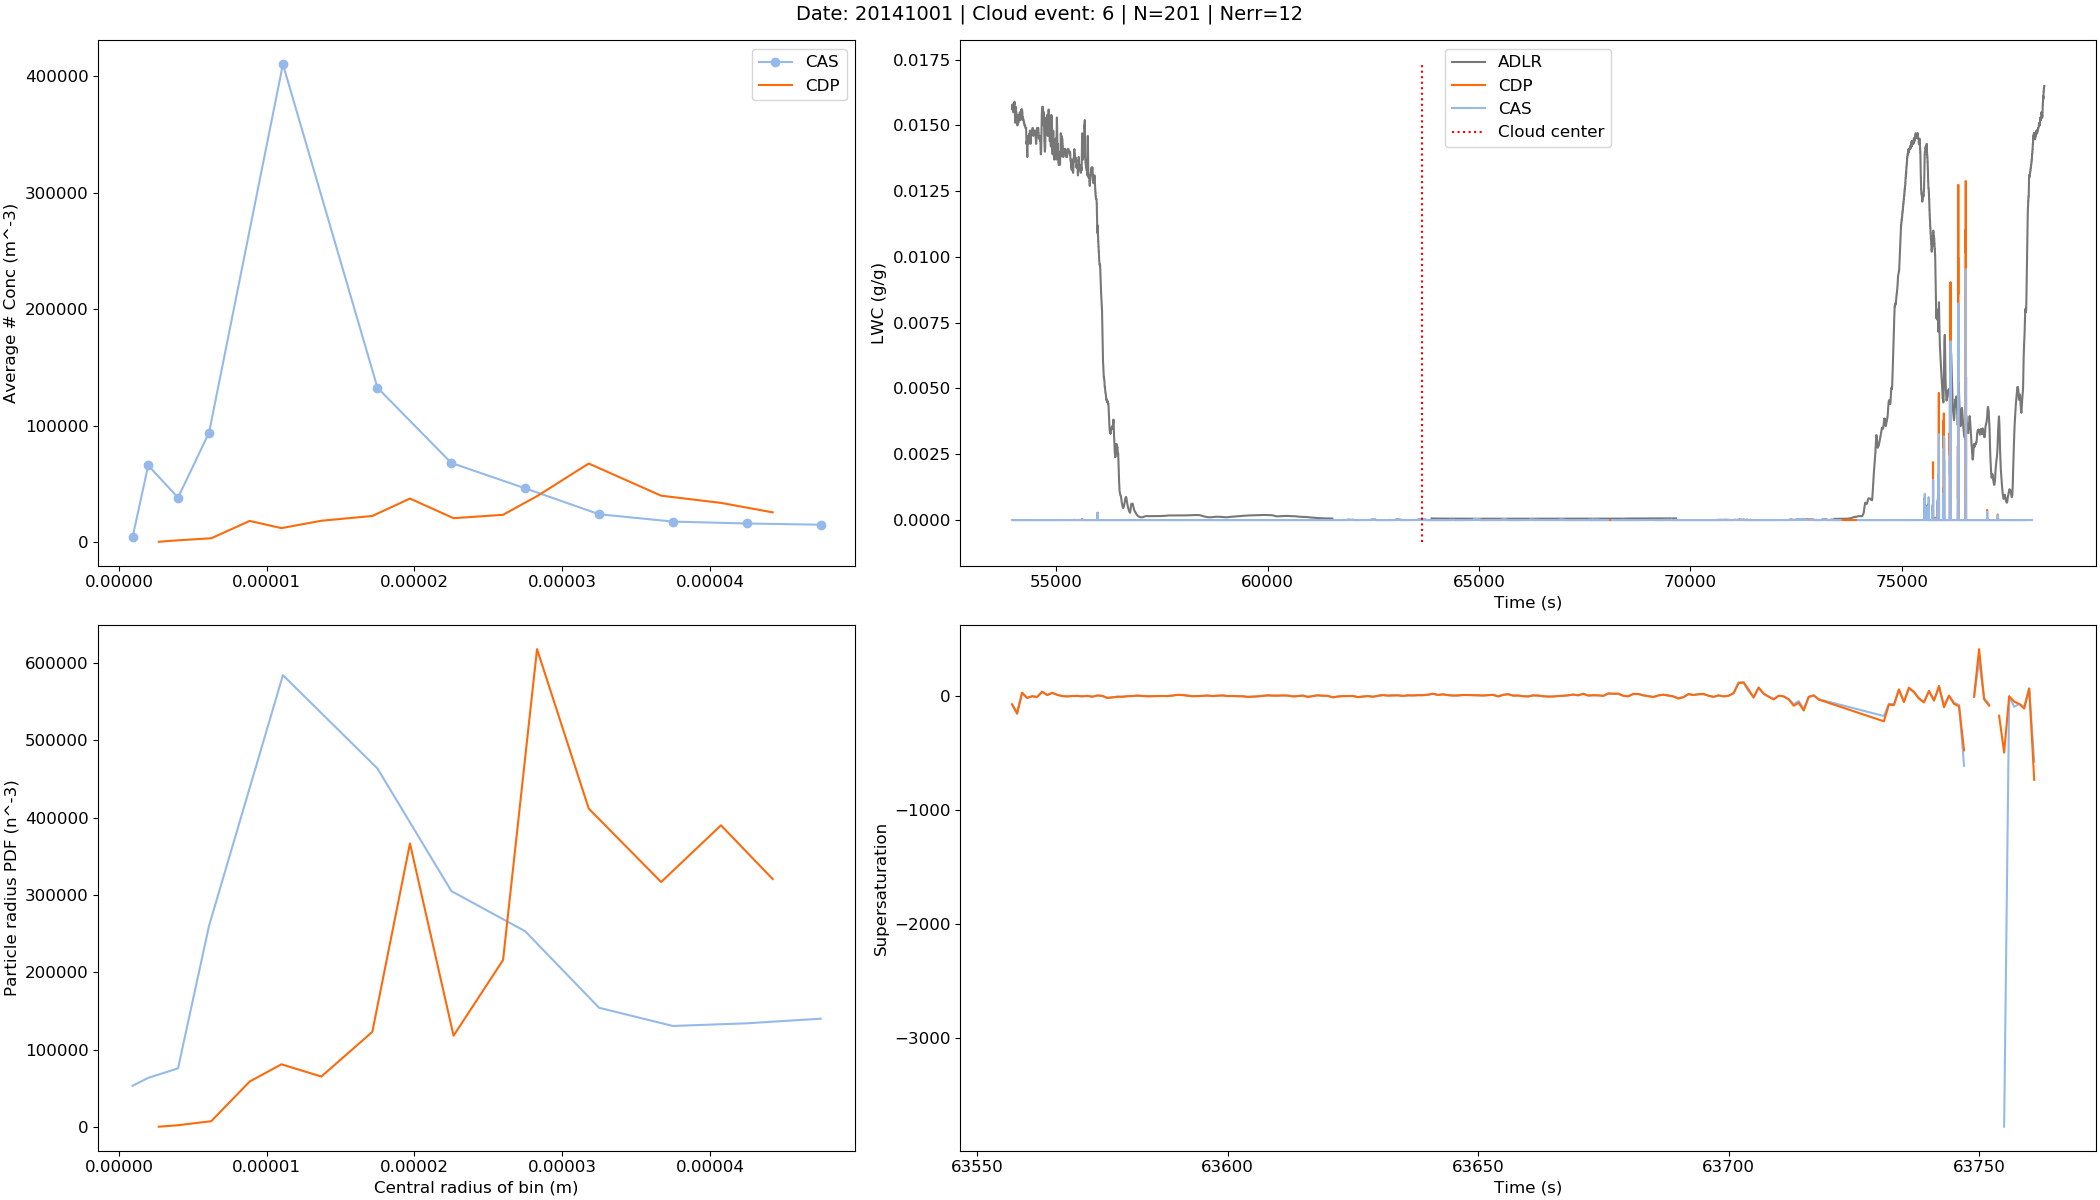 Date: 20141001 | Cloud event: 6 | N=201 | Nerr=12
Average # Conc (m^-3)
400000
300000
200000
100000
0
0.00000 0.00001 0.00002 0.00003 0.00004
CAS
CDP
LWC (g/g)
0.0175
0.0150
0.0125
0.0100
0.0075
0.0050
0.0025
0.0000
55000 60000 65000 70000 75000
Time (s)
ADLR
CDP
CAS
Cloud center
Particle radius PDF (n^-3)
600000
500000
400000
300000
200000
100000
0
0.00000 0.00001 0.00002 0.00003 0.00004
Central radius of bin (m)
Supersaturation
0
−1000
−2000
−3000
63550 63600 63650 63700 63750
Time (s)